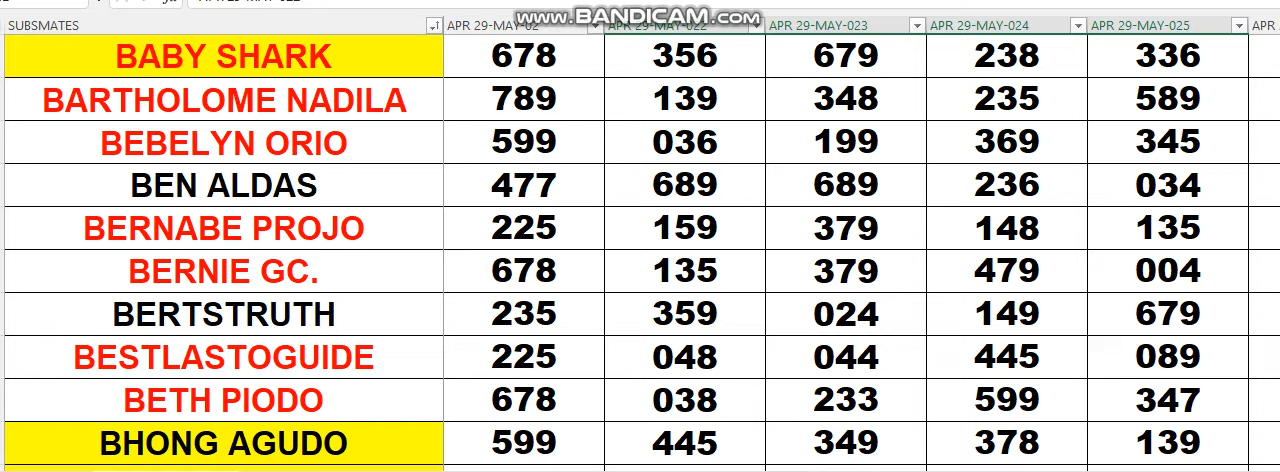 www.BANDICAM.com
SUBSMATES APR 29-MAY-02 APR 29-MAY-022 APR 29-MAY-023 APR 29-MAY-024 APR 29-MAY-025 APR
BABY SHARK 678 356 679 238 336
BARTHOLOME NADILA 789 139 348 235 589
BEBELYN ORIO 599 036 199 369 345
BEN ALDAS 477 689 689 236 034
BERNABE PROJO 225 159 379 148 135
BERNIE GC. 678 135 379 479 004
BERTSTRUTH 235 359 024 149 679
BESTLASTOGUIDE 225 048 044 445 089
BETH PIODO 678 038 233 599 347
BHONG AGUDO 599 445 349 378 139